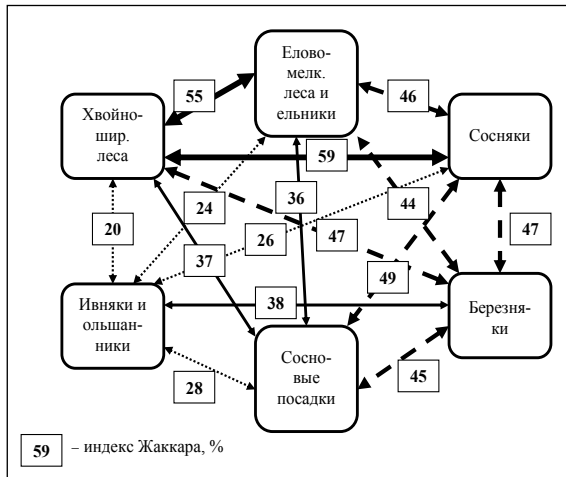 Елово-
мелк.
леса и
ельники
55
46
Хвойно-
шир.
леса
Сосняки
59
36
24
44
20
26
47
47
37
49
38
Ивняки и
ольшан-
ники
Березня-
ки
Сосно-
вые
посадки
28
45
59 – индекс Жаккара, %